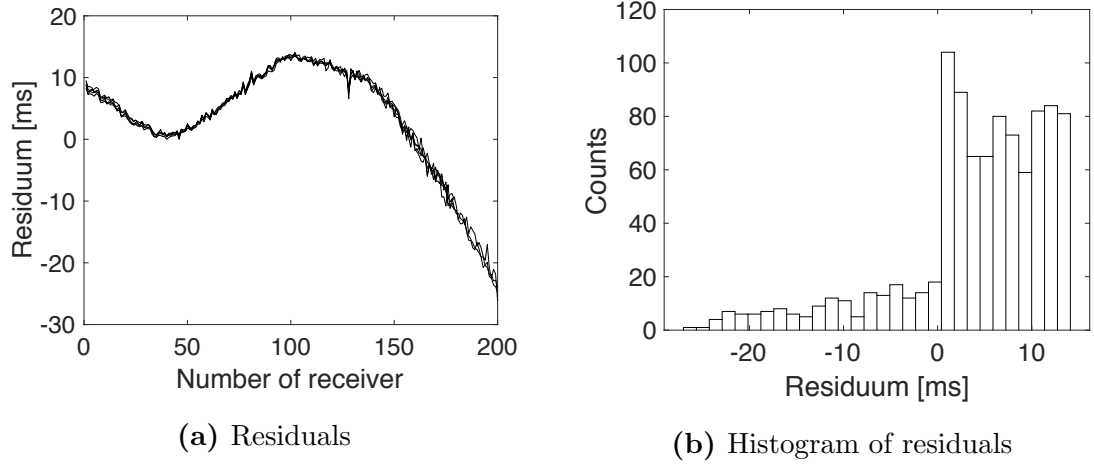 20
10
0
-10
-20
-30
Residuum [ms]
0 50 100 150 200
Number of receiver
(a) Residuals
120
100
80
60
40
20
0
Counts
-20 -10 0 10
Residuum [ms]
(b) Histogram of residuals